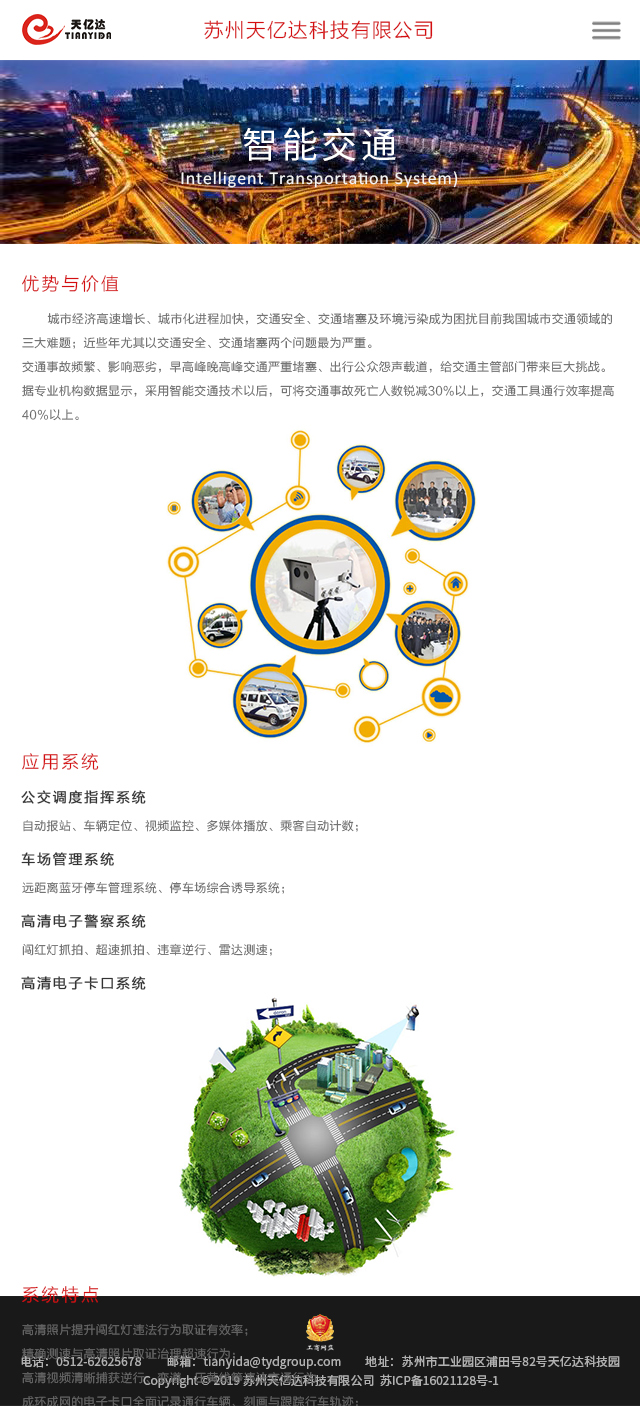 天亿达
TIANYIDA
苏州天亿达科技有限公司
智能交通
Intelligent Transportation System)
优势与价值
城市经济高速增长、城市化进程加快，交通安全、交通堵塞及环境污染成为困扰目前我国城市交通领域的
三大难题；近些年尤其以交通安全、交通堵塞两个问题最为严重。
交通事故频繁、影响恶劣，早高峰晚高峰交通严重堵塞、出行公众怨声载道，给交通主管部门带来巨大挑战。
据专业机构数据显示，采用智能交通技术以后，可将交通事故死亡人数锐减30%以上，交通工具通行效率提高
40%以上。
应用系统
公交调度指挥系统
自动报站、车辆定位、视频监控、多媒体播放、乘客自动计数；
车场管理系统
远距离蓝牙停车管理系统、停车场综合诱导系统；
高清电子警察系统
闯红灯抓拍、超速抓拍、违章逆行、雷达测速；
高清电子卡口系统
系统特点
高清照片提升闯红灯违法行为取证有效率；
精确测速与高清照片取证治理超速行为；
工商网监
电话：0512-62625678
邮箱：tianyida@tydgroup.com
地址：苏州市工业园区浦田号82号天亿达科技园
高清视频清晰捕获逆行、变道、压黄线等
Copyright © 2019 苏州天亿达科技有限公司 苏ICP备16021128号-1
成环成网的电子卡口全面记录通行车辆、刻画与跟踪行车轨迹；